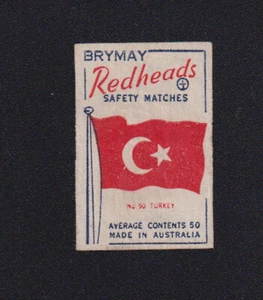 BRYMAY
Redheads
SAFETY MATCHES
NO 50 TURKEY
AVERAGE CONTENTS 50
MADE IN AUSTRALIA